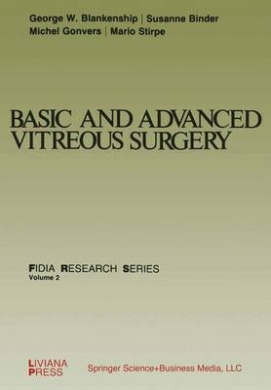 George W. Blankenship | Susanne Binder
Michel Gonvers | Mario Stirpe
BASIC AND ADVANCED
VITREOUS SURGERY
FIDIA RESEARCH SERIES
Volume 2
LIVIANA
PRESS
Springer Science+Business Media, LLC